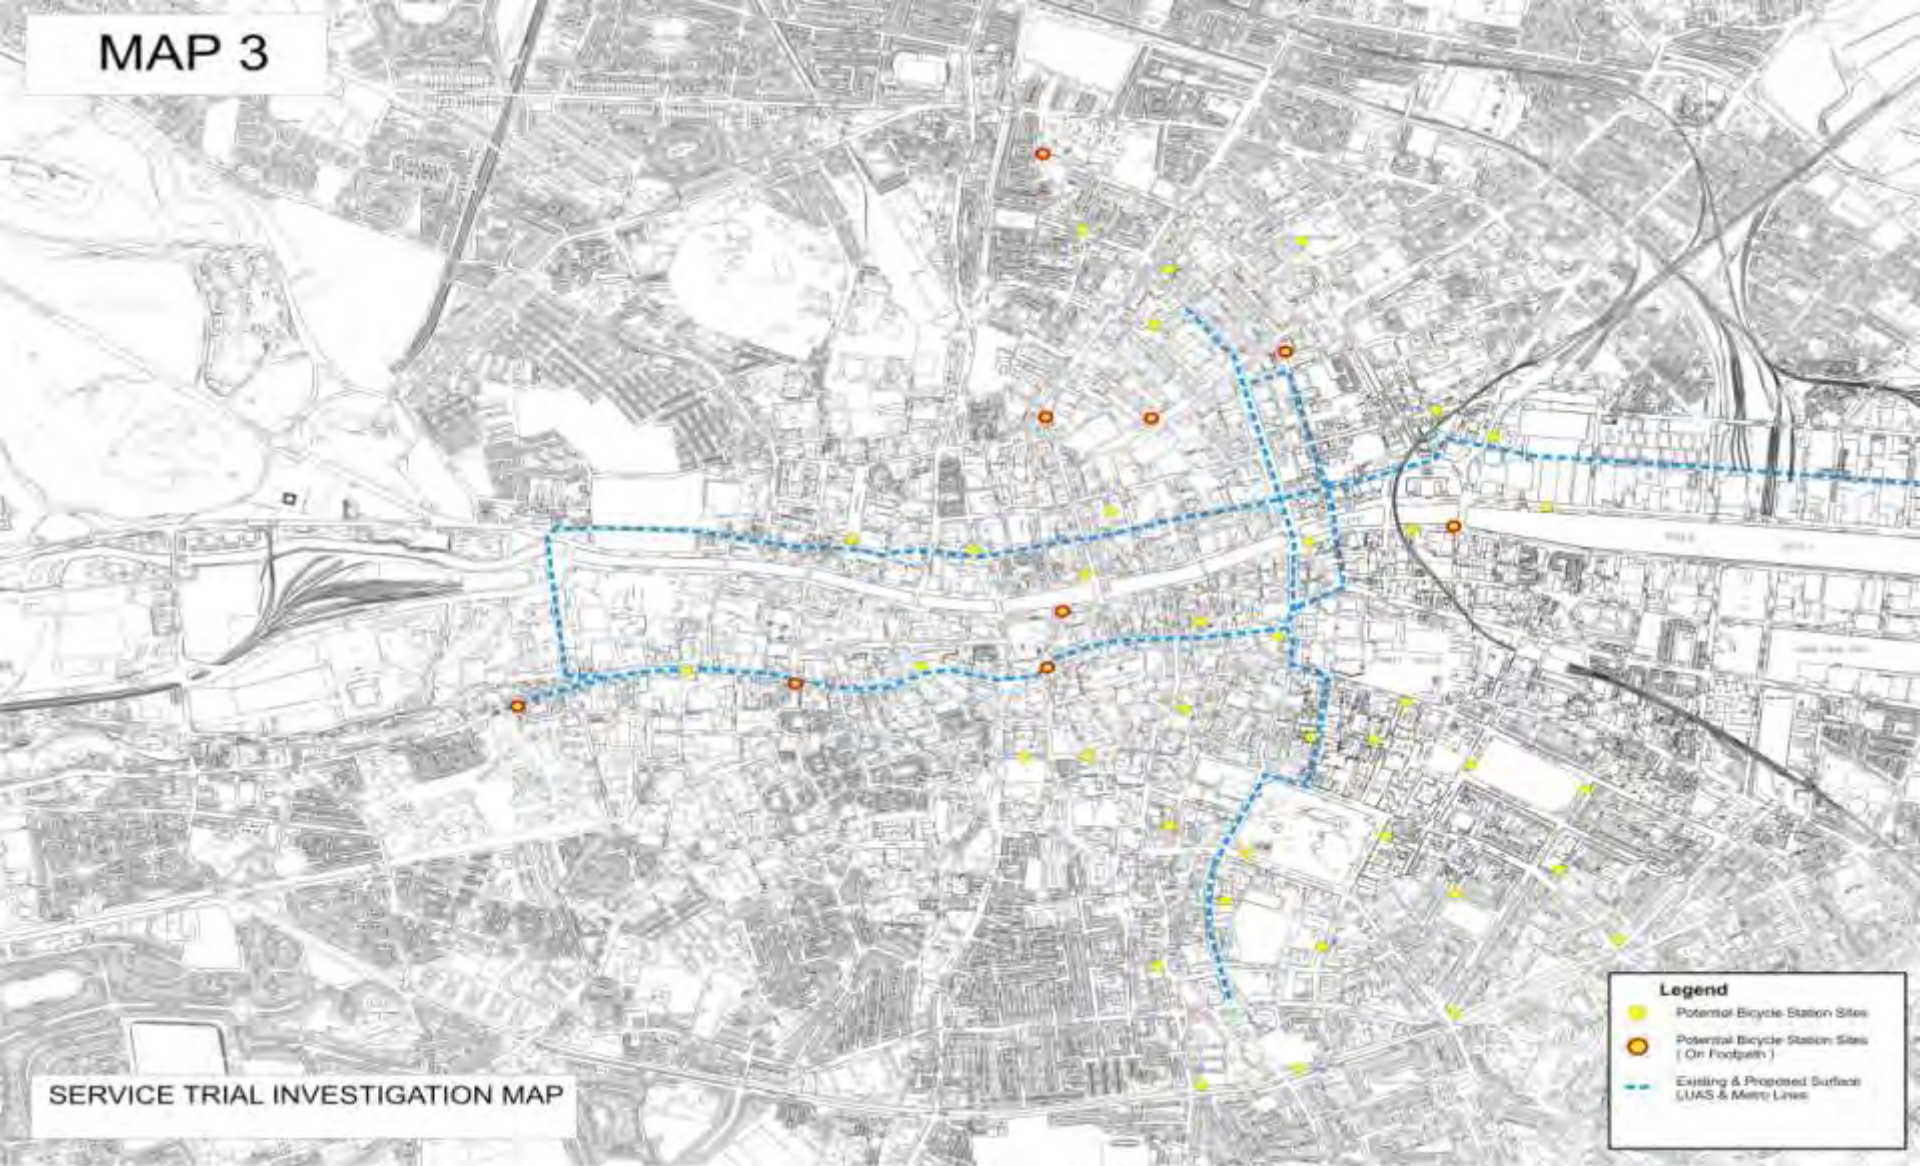 MAP 3
Legend
Potential Bicycle Station Sites
Potential Bicycle Station Sites
( On Footpath )
Existing & Proposed Surface
LUAS & Metro Lines
SERVICE TRIAL INVESTIGATION MAP